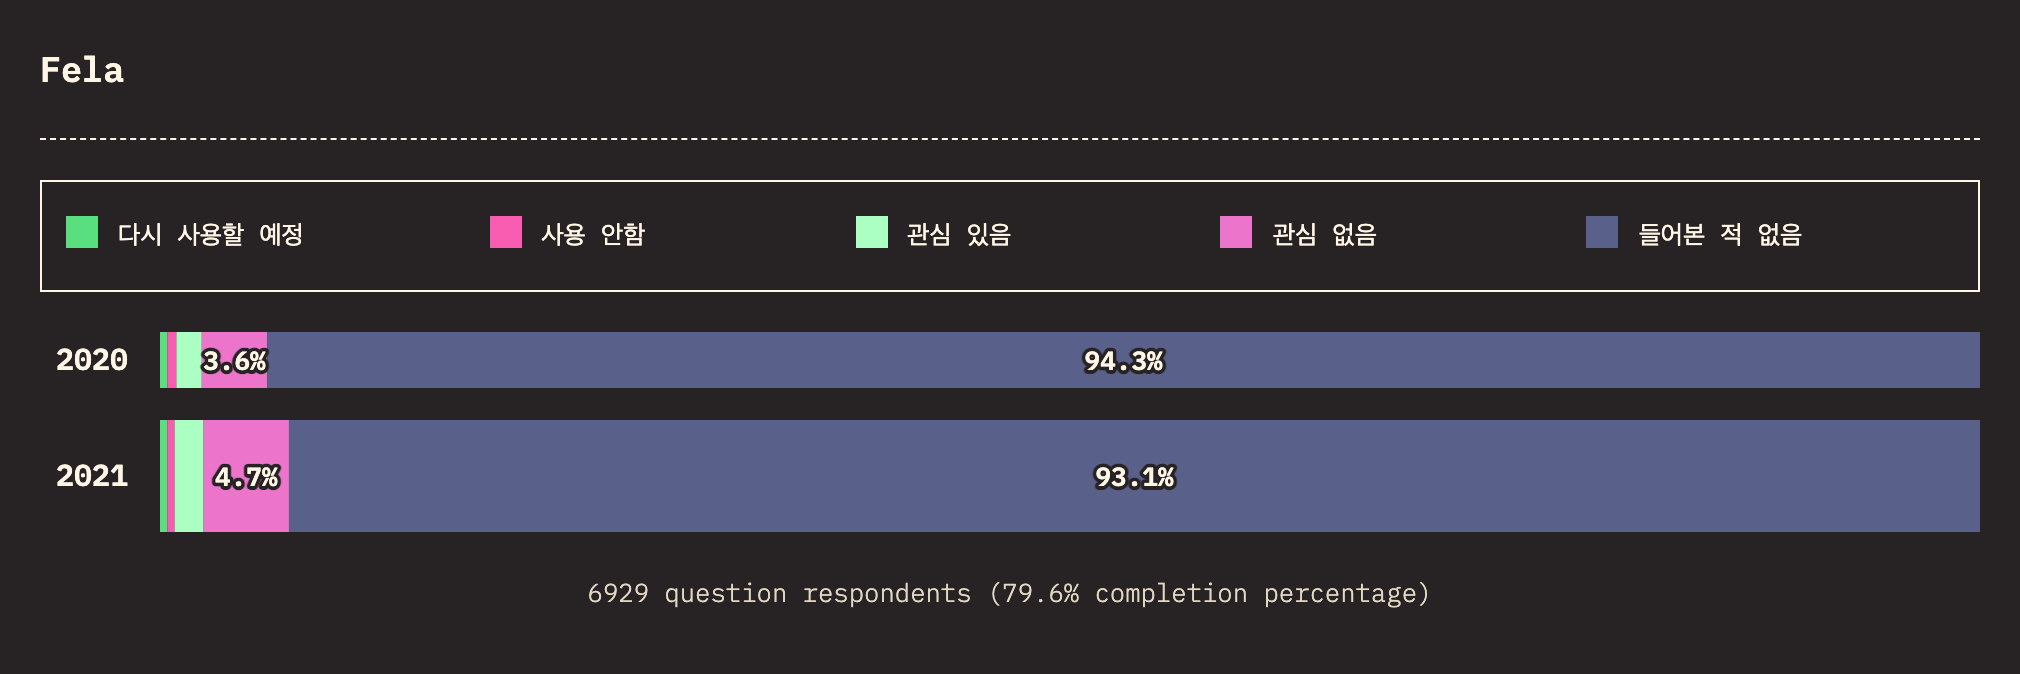 Fela
다시 사용할 예정 사용 안함 관심 있음 관심 없음 들어본 적 없음
2020 3.6% 94.3%
2021 4.7% 93.1%
6929 question respondents (79.6% completion percentage)